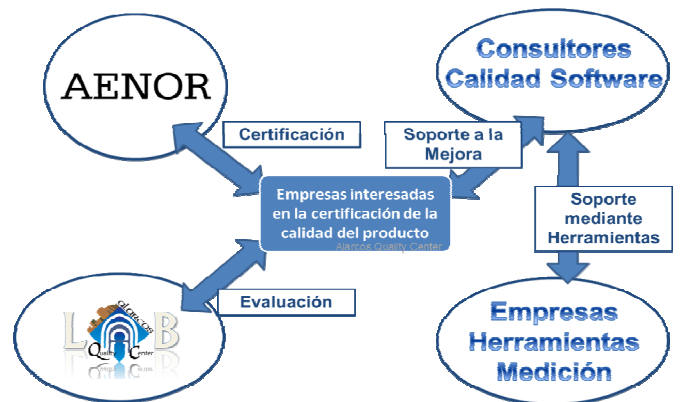 AENOR
Consultores
Calidad Software
Certificación
Soporte a la
Mejora
Empresas interesadas
en la certificación de la
calidad del producto
Alarcos Quality Center
Soporte
mediante
Herramientas
Evaluación
alarcos
L B
Quality Center
Empresas
Herramientas
Medición